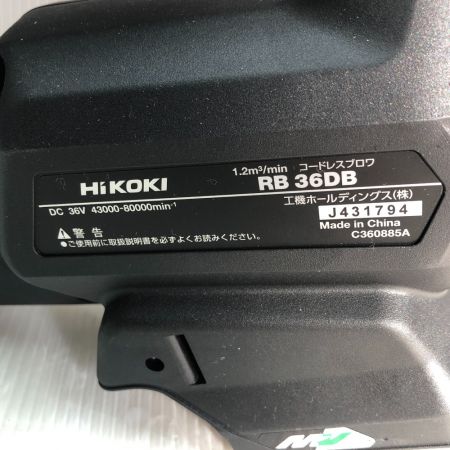 HiKOKI
1.2m³/min コードレスブロワ
RB 36DB
DC 36V 43000-80000min⁻¹
工機ホールディングス(株)
J431794
Made in China
C360885A
⚠警告
●ご使用前に取扱説明書を必ずよくお読みください。